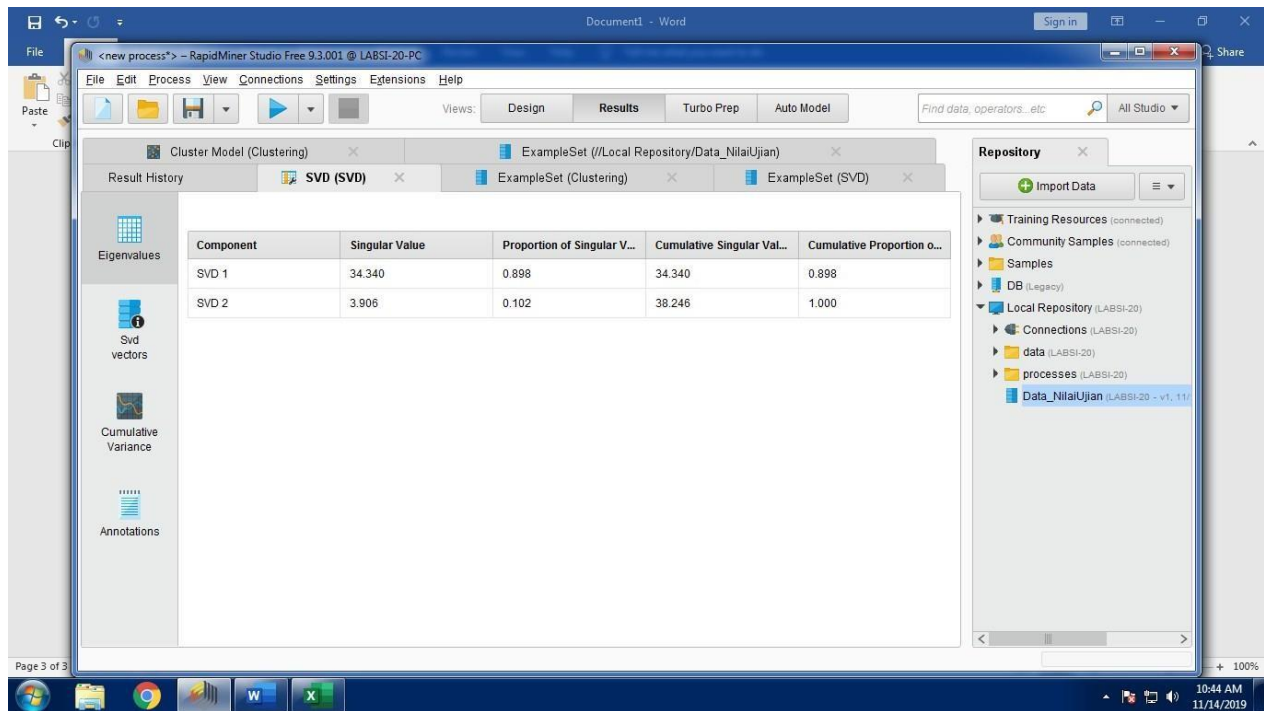 Document1 - Word
Sign in
File
Share
<new process*> – RapidMiner Studio Free 9.3.001 @ LABSI-20-PC
File Edit Process View Connections Settings Extensions Help
Paste
Clip
Views:
Design
Results
Turbo Prep
Auto Model
Find data, operators...etc
All Studio
Cluster Model (Clustering)
ExampleSet (//Local Repository/Data_NilaiUjian)
Result History
SVD (SVD)
ExampleSet (Clustering)
ExampleSet (SVD)
Eigenvalues
Svd
vectors
Cumulative
Variance
Annotations
Component Singular Value Proportion of Singular V... Cumulative Singular Val... Cumulative Proportion o...
SVD 1 34.340 0.898 34.340 0.898
SVD 2 3.906 0.102 38.246 1.000
Repository
Import Data
Training Resources (connected)
Community Samples (connected)
Samples
DB (Legacy)
Local Repository (LABSI-20)
Connections (LABSI-20)
data (LABSI-20)
processes (LABSI-20)
Data_NilaiUjian (LABSI-20 - v1, 11/
Page 3 of 3
100%
10:44 AM
11/14/2019